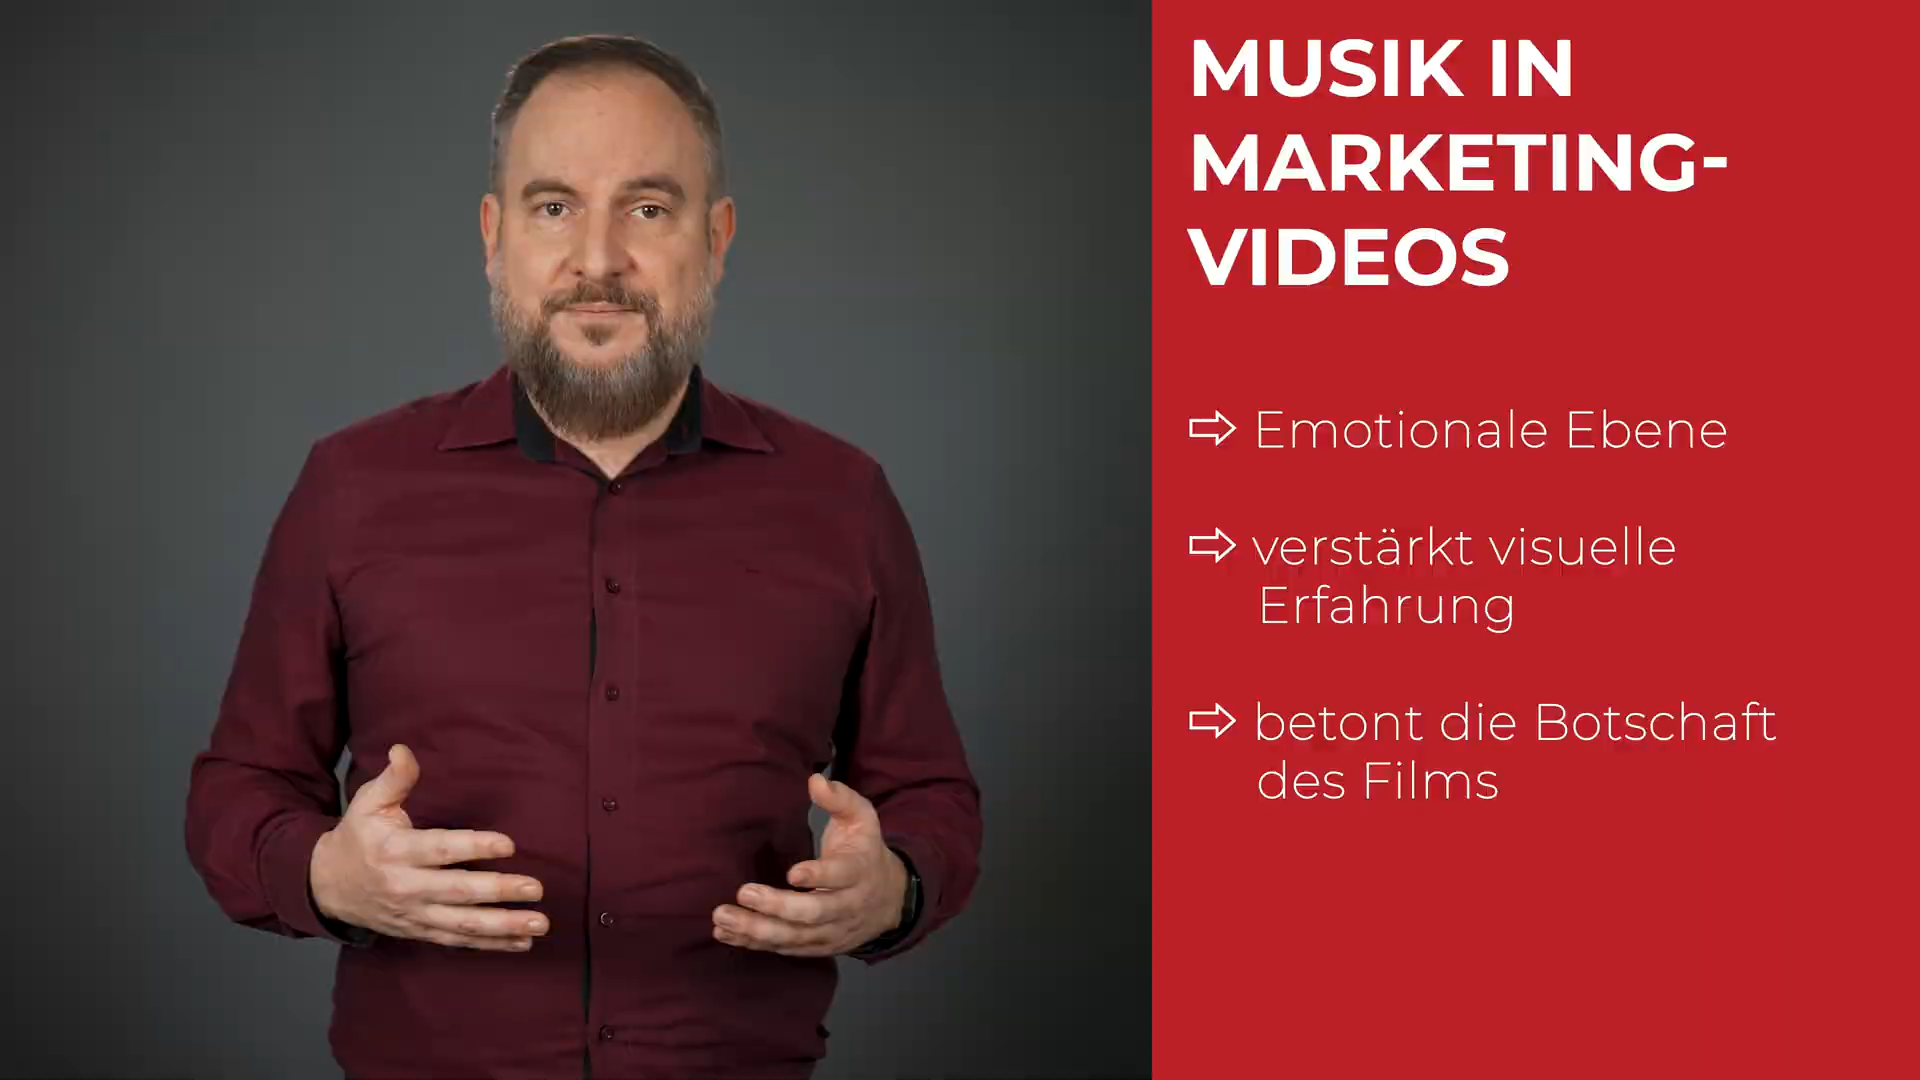 MUSIK IN
MARKETING-
VIDEOS
⇨ Emotionale Ebene
⇨ verstärkt visuelle
Erfahrung
⇨ betont die Botschaft
des Films